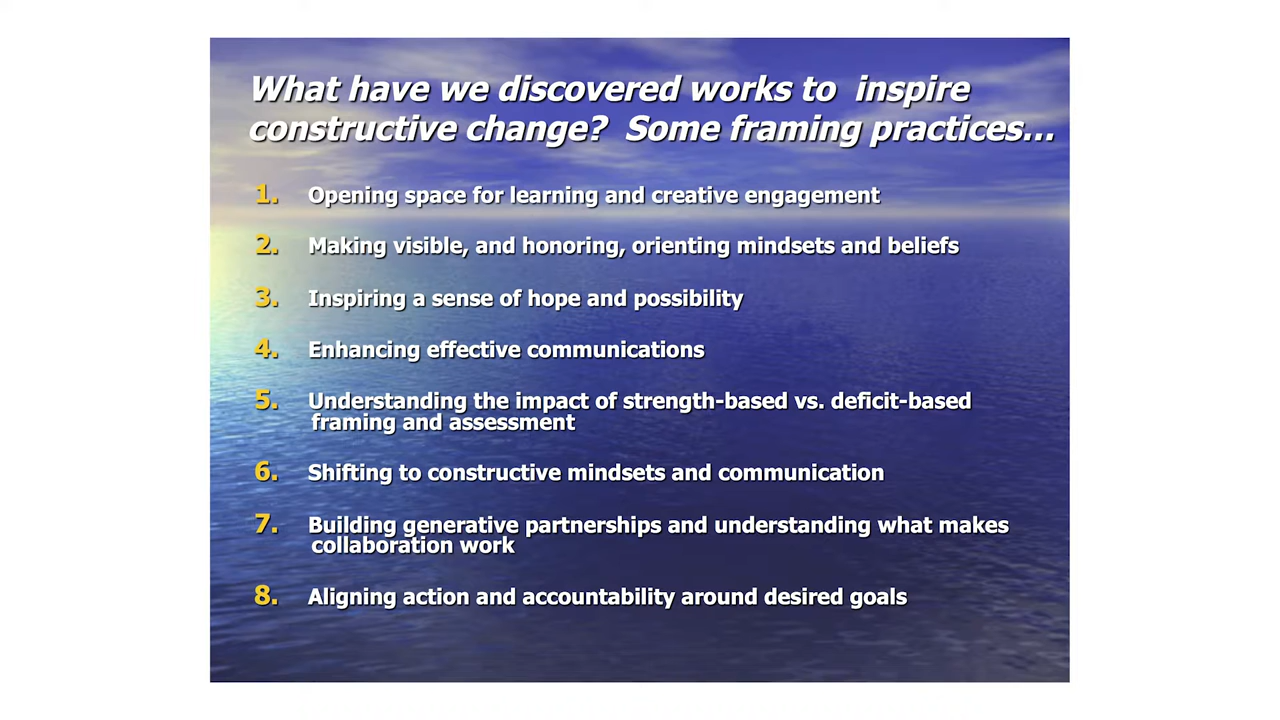 What have we discovered works to  inspire
constructive change?  Some framing practices…
1. Opening space for learning and creative engagement
2. Making visible, and honoring, orienting mindsets and beliefs
3. Inspiring a sense of hope and possibility
4. Enhancing effective communications
5. Understanding the impact of strength-based vs. deficit-based
framing and assessment
6. Shifting to constructive mindsets and communication
7. Building generative partnerships and understanding what makes
collaboration work
8. Aligning action and accountability around desired goals